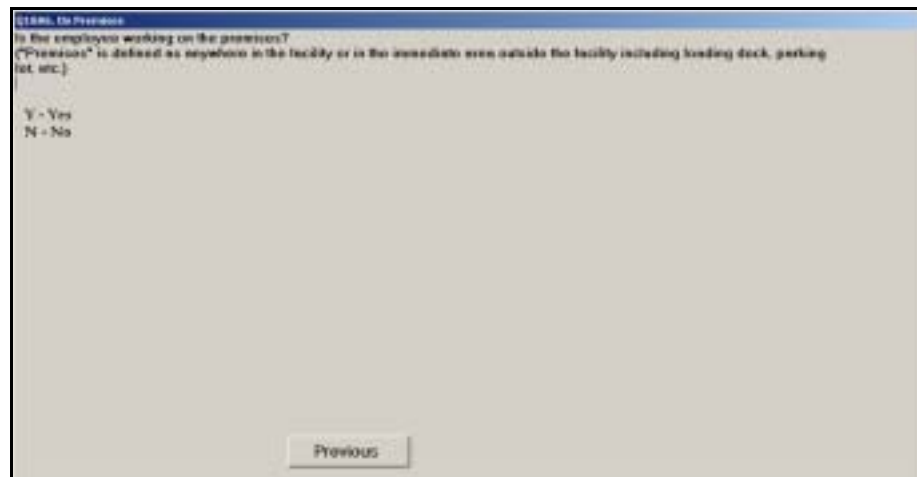 On Premises
Is the employee working on the premises?
("Premises" is defined as anywhere in the facility or in the immediate area outside the facility including loading dock, parking
lot, etc.)
Y - Yes
N - No
Previous